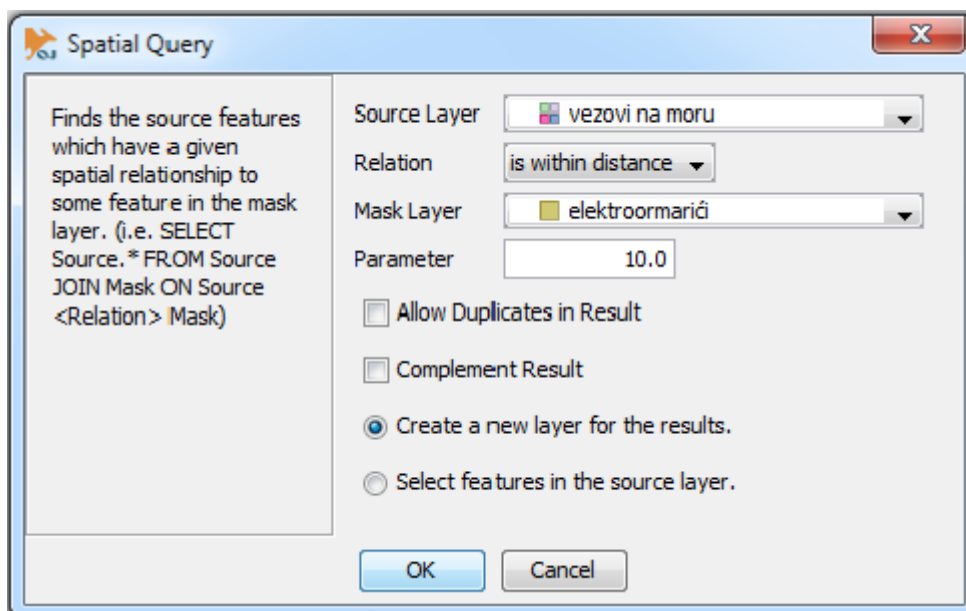 Spatial Query
Finds the source features
which have a given
spatial relationship to
some feature in the mask
layer. (i.e. SELECT
Source.* FROM Source
JOIN Mask ON Source
<Relation> Mask)
Source Layer vezovi na moru
Relation is within distance
Mask Layer elektroormarići
Parameter 10.0
Allow Duplicates in Result
Complement Result
Create a new layer for the results.
Select features in the source layer.
OK Cancel